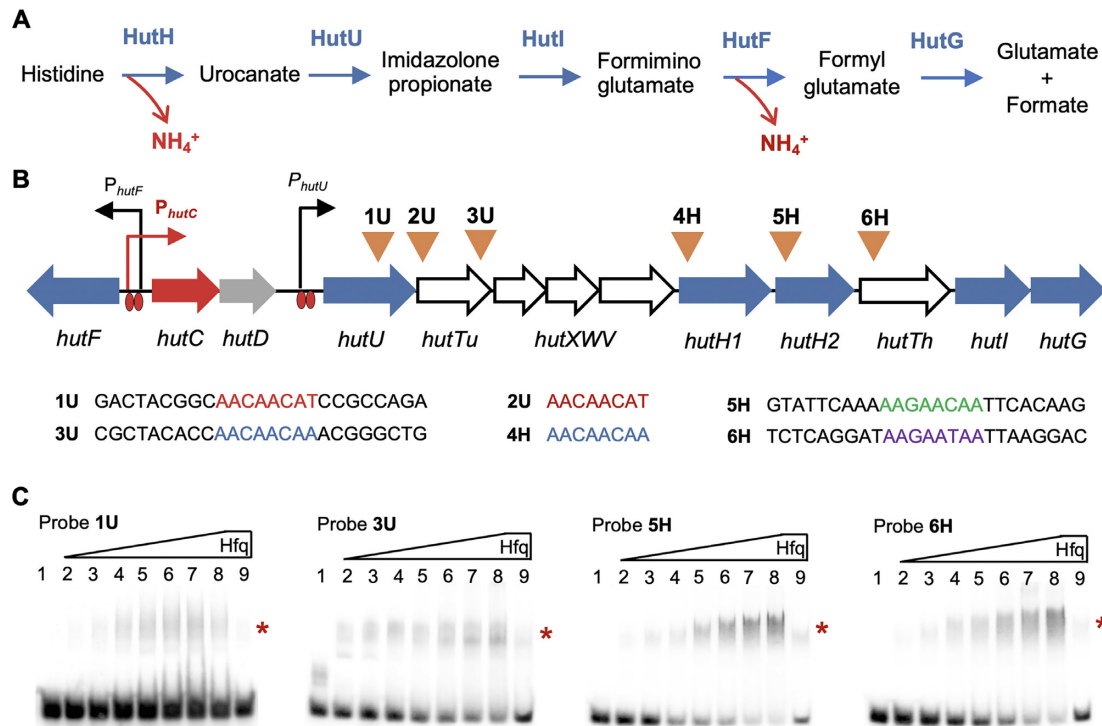 A
HutH HutU HutI HutF HutG
Histidine Urocanate Imidazolone propionate Formimino glutamate Formyl glutamate Glutamate + Formate
NH4+ NH4+
B
PhutF PhutC PhutU
1U 2U 3U 4H 5H 6H
hutF hutC hutD hutU hutTu hutXWV hutH1 hutH2 hutTh hutI hutG
1U GACTACGGCAACAACATCCGCCAGA 2U AACAACAT 5H GTATTCAAAAAGAACAATTCACAAG
3U CGCTACACCAACAACAAACGGGCTG 4H AACAACAA 6H TCTCAGGATAAGAATAATTAAGGAC
C
Probe 1U Probe 3U Probe 5H Probe 6H
Hfq Hfq Hfq Hfq
1 2 3 4 5 6 7 8 9 1 2 3 4 5 6 7 8 9 1 2 3 4 5 6 7 8 9 1 2 3 4 5 6 7 8 9
* * * *